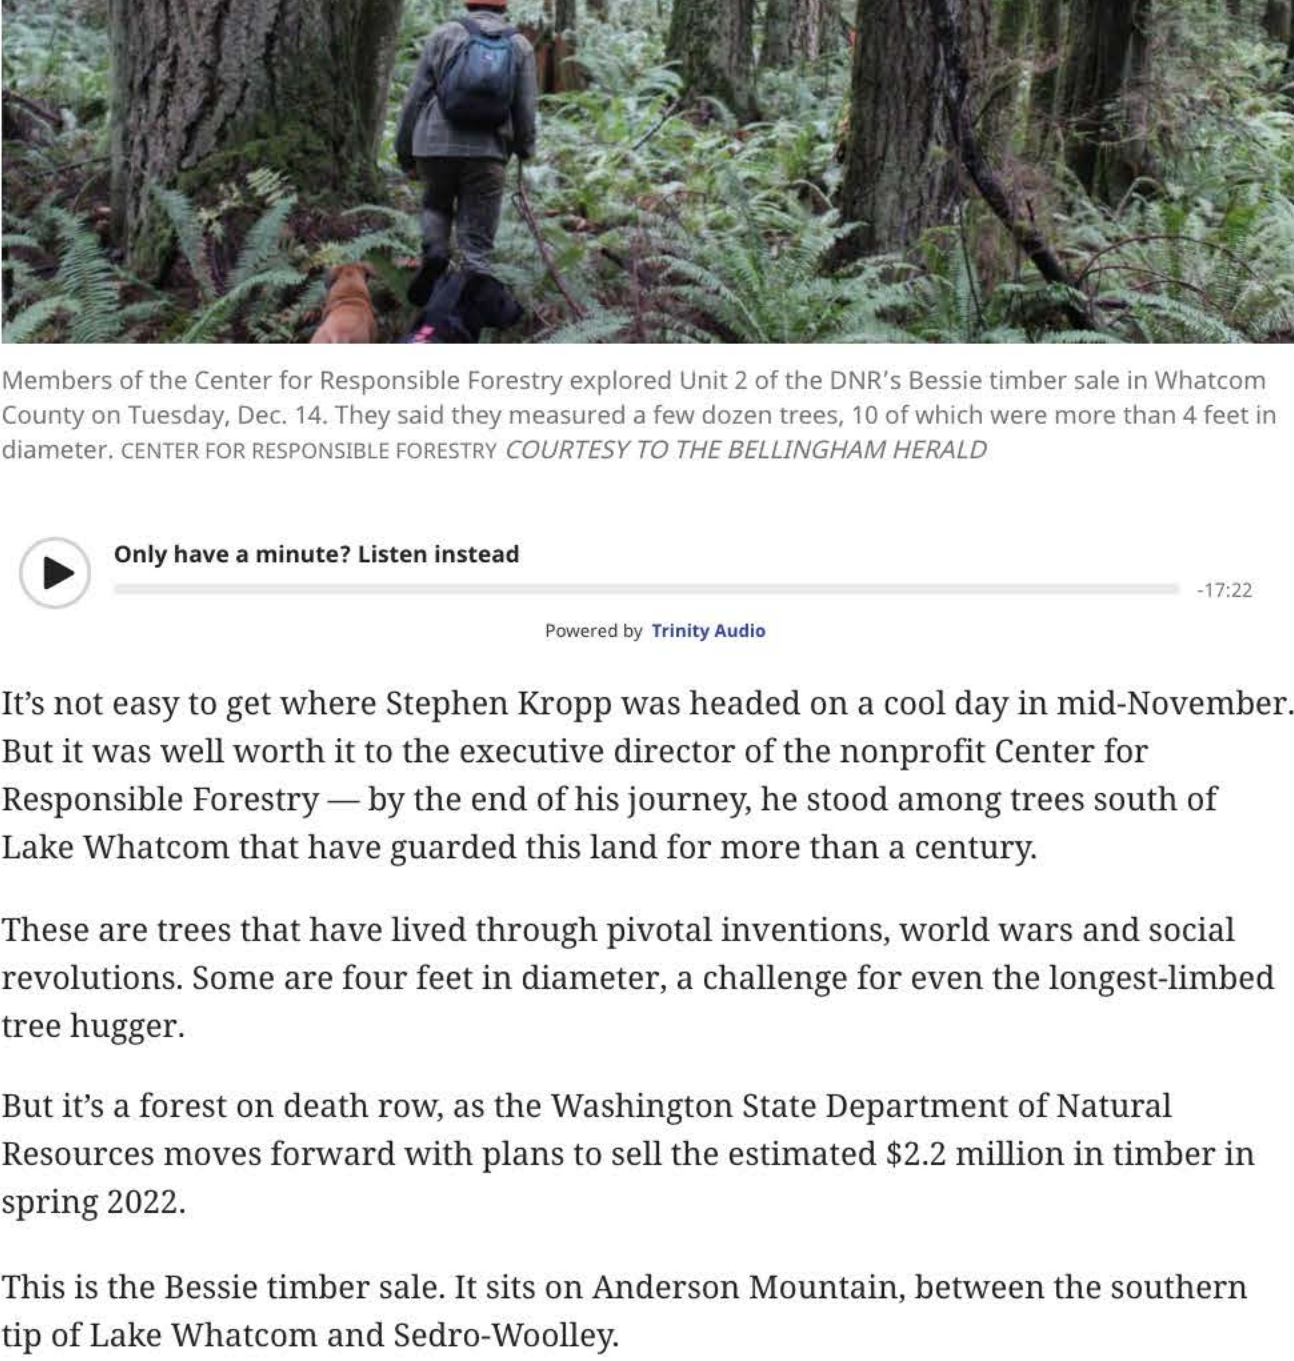 Members of the Center for Responsible Forestry explored Unit 2 of the DNR’s Bessie timber sale in Whatcom
County on Tuesday, Dec. 14. They said they measured a few dozen trees, 10 of which were more than 4 feet in
diameter. CENTER FOR RESPONSIBLE FORESTRY COURTESY TO THE BELLINGHAM HERALD
Only have a minute? Listen instead
-17:22
Powered by Trinity Audio
It’s not easy to get where Stephen Kropp was headed on a cool day in mid-November.
But it was well worth it to the executive director of the nonprofit Center for
Responsible Forestry — by the end of his journey, he stood among trees south of
Lake Whatcom that have guarded this land for more than a century.
These are trees that have lived through pivotal inventions, world wars and social
revolutions. Some are four feet in diameter, a challenge for even the longest-limbed
tree hugger.
But it’s a forest on death row, as the Washington State Department of Natural
Resources moves forward with plans to sell the estimated $2.2 million in timber in
spring 2022.
This is the Bessie timber sale. It sits on Anderson Mountain, between the southern
tip of Lake Whatcom and Sedro-Woolley.